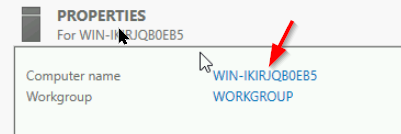 PROPERTIES
For WIN-IKIRJQB0EB5
Computer name WIN-IKIRJQB0EB5
Workgroup WORKGROUP